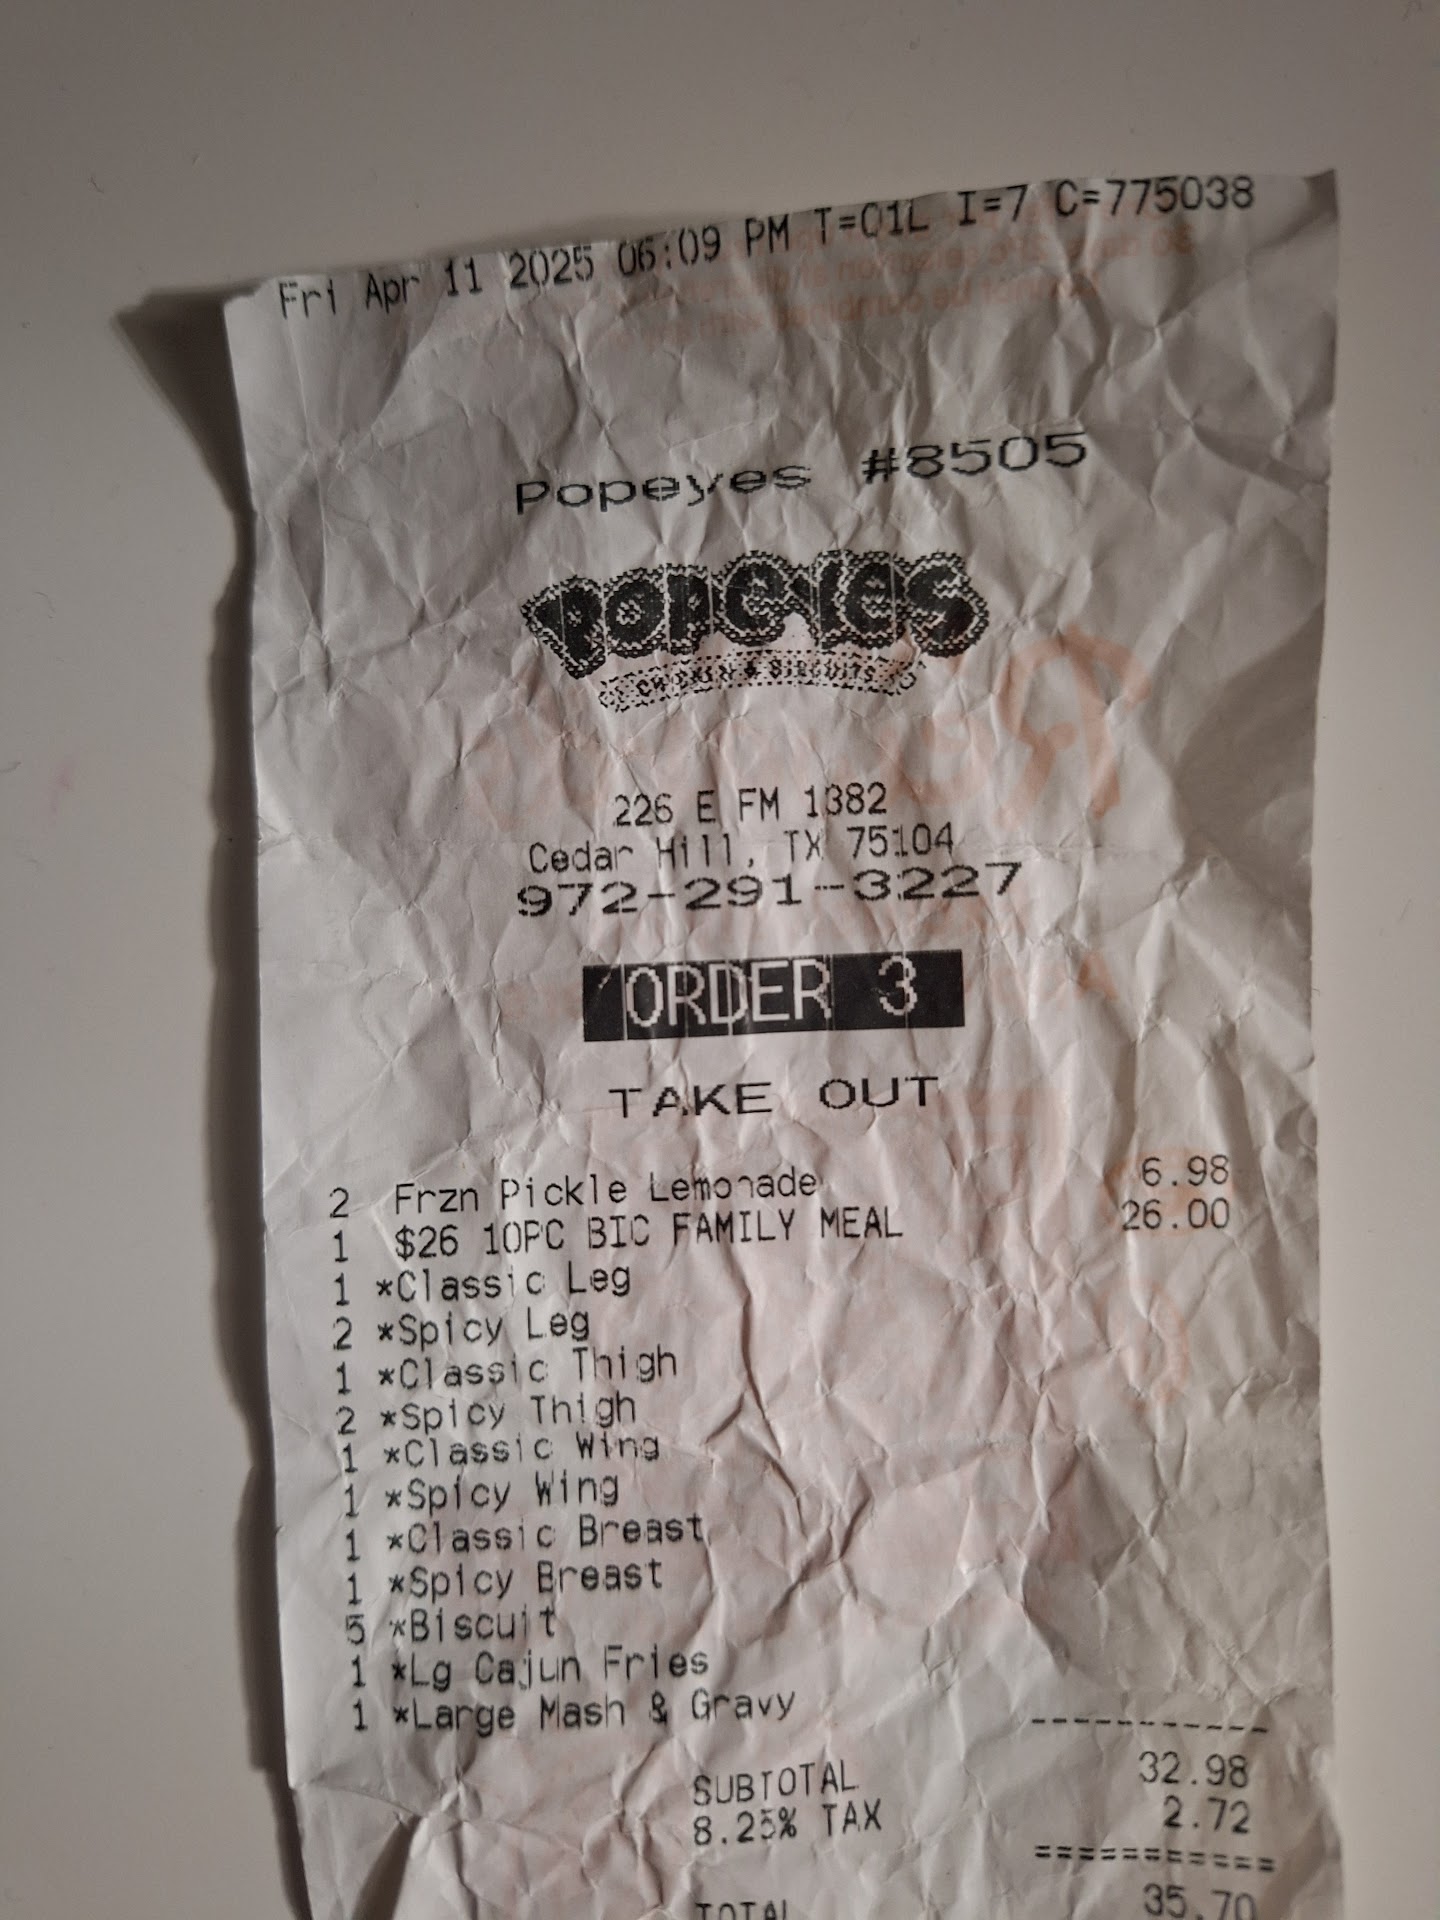 Fri Apr 11 2025 06:09 PM T=01L I=7 C=775038
Popeyes #8505
POPEYES
CHICKEN & BISCUITS
226 E FM 1382
Cedar Hill, TX 75104
972-291-3227
ORDER 3
TAKE OUT
2 Frzn Pickle Lemonade 6.98
1 $26 10PC BIC FAMILY MEAL 26.00
1 *Classic Leg
2 *Spicy Leg
1 *Classic Thigh
2 *Spicy Thigh
1 *Classic Wing
1 *Spicy Wing
1 *Classic Breast
1 *Spicy Breast
5 *Biscuit
1 *Lg Cajun Fries
1 *Large Mash & Gravy
-----------
SUBTOTAL 32.98
8.25% TAX 2.72
===========
TOTAL 35.70